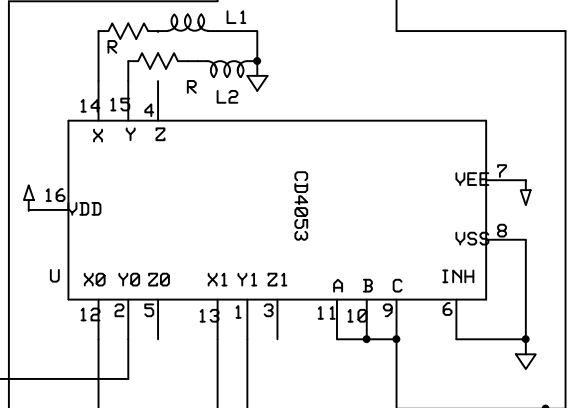 L1
R
R
L2
14 15 4
X Y Z
VEE 7
16
VDD
CD4053
VSS 8
U X0 Y0 Z0 X1 Y1 Z1 A B C INH
12 2 5 13 1 3 11 10 9 6